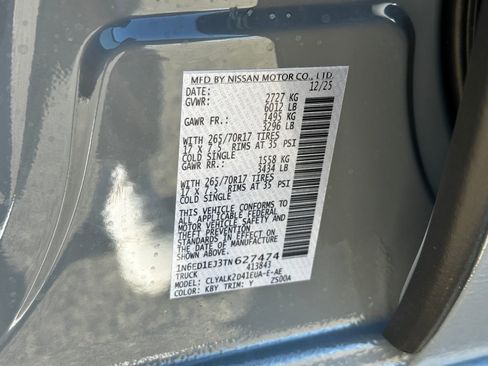 MFD BY NISSAN MOTOR CO., LTD
DATE: 12/25
GVWR: 2727 KG
6012 LB
GAWR FR.: 1495 KG
3296 LB
WITH 265/70R17 TIRES
17 X 7.5 RIMS AT 35 PSI
COLD SINGLE
GAWR RR.: 1558 KG
3434 LB
WITH 265/70R17 TIRES
17 X 7.5 RIMS AT 35 PSI
COLD SINGLE
THIS VEHICLE CONFORMS TO
ALL APPLICABLE FEDERAL
MOTOR VEHICLE SAFETY AND
THEFT PREVENTION
STANDARDS IN EFFECT ON
THE DATE OF MANUFACTURE
SHOWN ABOVE
1N6ED1EJ3TN627474
TRUCK 413843
CLYALK2D41EUA-E-AE
COLOR: KBY TRIM: Y ZS00A